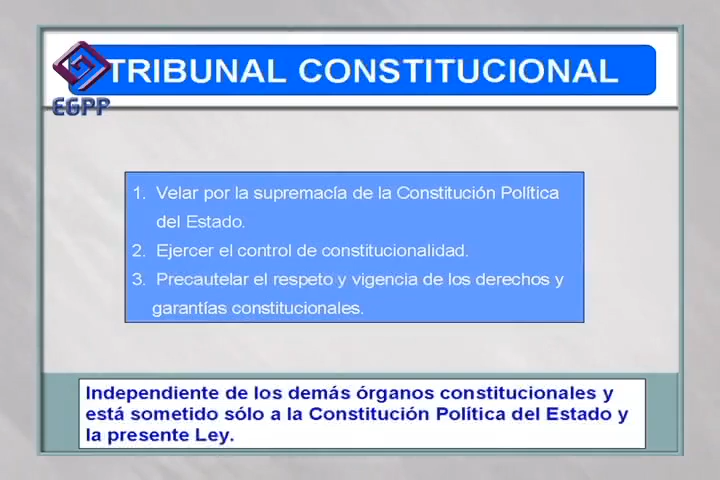 TRIBUNAL CONSTITUCIONAL
EGPP
1. Velar por la supremacía de la Constitución Política
del Estado.
2. Ejercer el control de constitucionalidad.
3. Precautelar el respeto y vigencia de los derechos y
garantías constitucionales.
Independiente de los demás órganos constitucionales y
está sometido sólo a la Constitución Política del Estado y
la presente Ley.